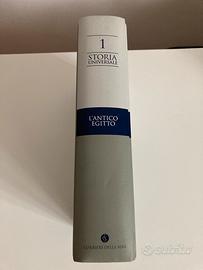 1
STORIA
UNIVERSALE
L'ANTICO
EGITTO
CORRIERE DELLA SERA
subito